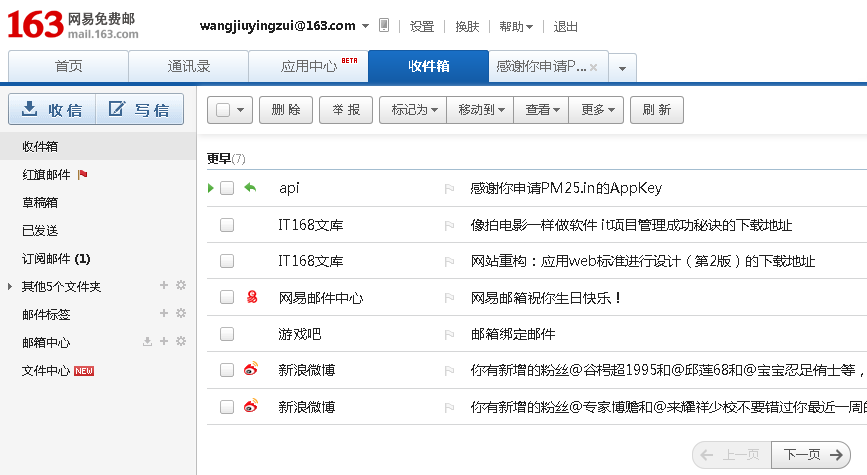 163 网易免费邮
mail.163.com
wangjiuyingzui@163.com 设置 换肤 帮助 退出
首页 通讯录 应用中心 BETA 收件箱 感谢你申请P...
收信 写信
删除 举报 标记为 移动到 查看 更多 刷新
收件箱
红旗邮件
草稿箱
已发送
订阅邮件 (1)
其他5个文件夹
邮件标签
邮箱中心
文件中心 NEW
更早(7)
api 感谢你申请PM25.in的AppKey
IT168文库 像拍电影一样做软件 it项目管理成功秘诀的下载地址
IT168文库 网站重构：应用web标准进行设计（第2版）的下载地址
网易邮件中心 网易邮箱祝你生日快乐！
游戏吧 邮箱绑定邮件
新浪微博 你有新增的粉丝@谷枵超1995和@邱莲68和@宝宝忍足侑士等，
新浪微博 你有新增的粉丝@专家博赡和@来耀祥少校不要错过你最近一周的
上一页 下一页